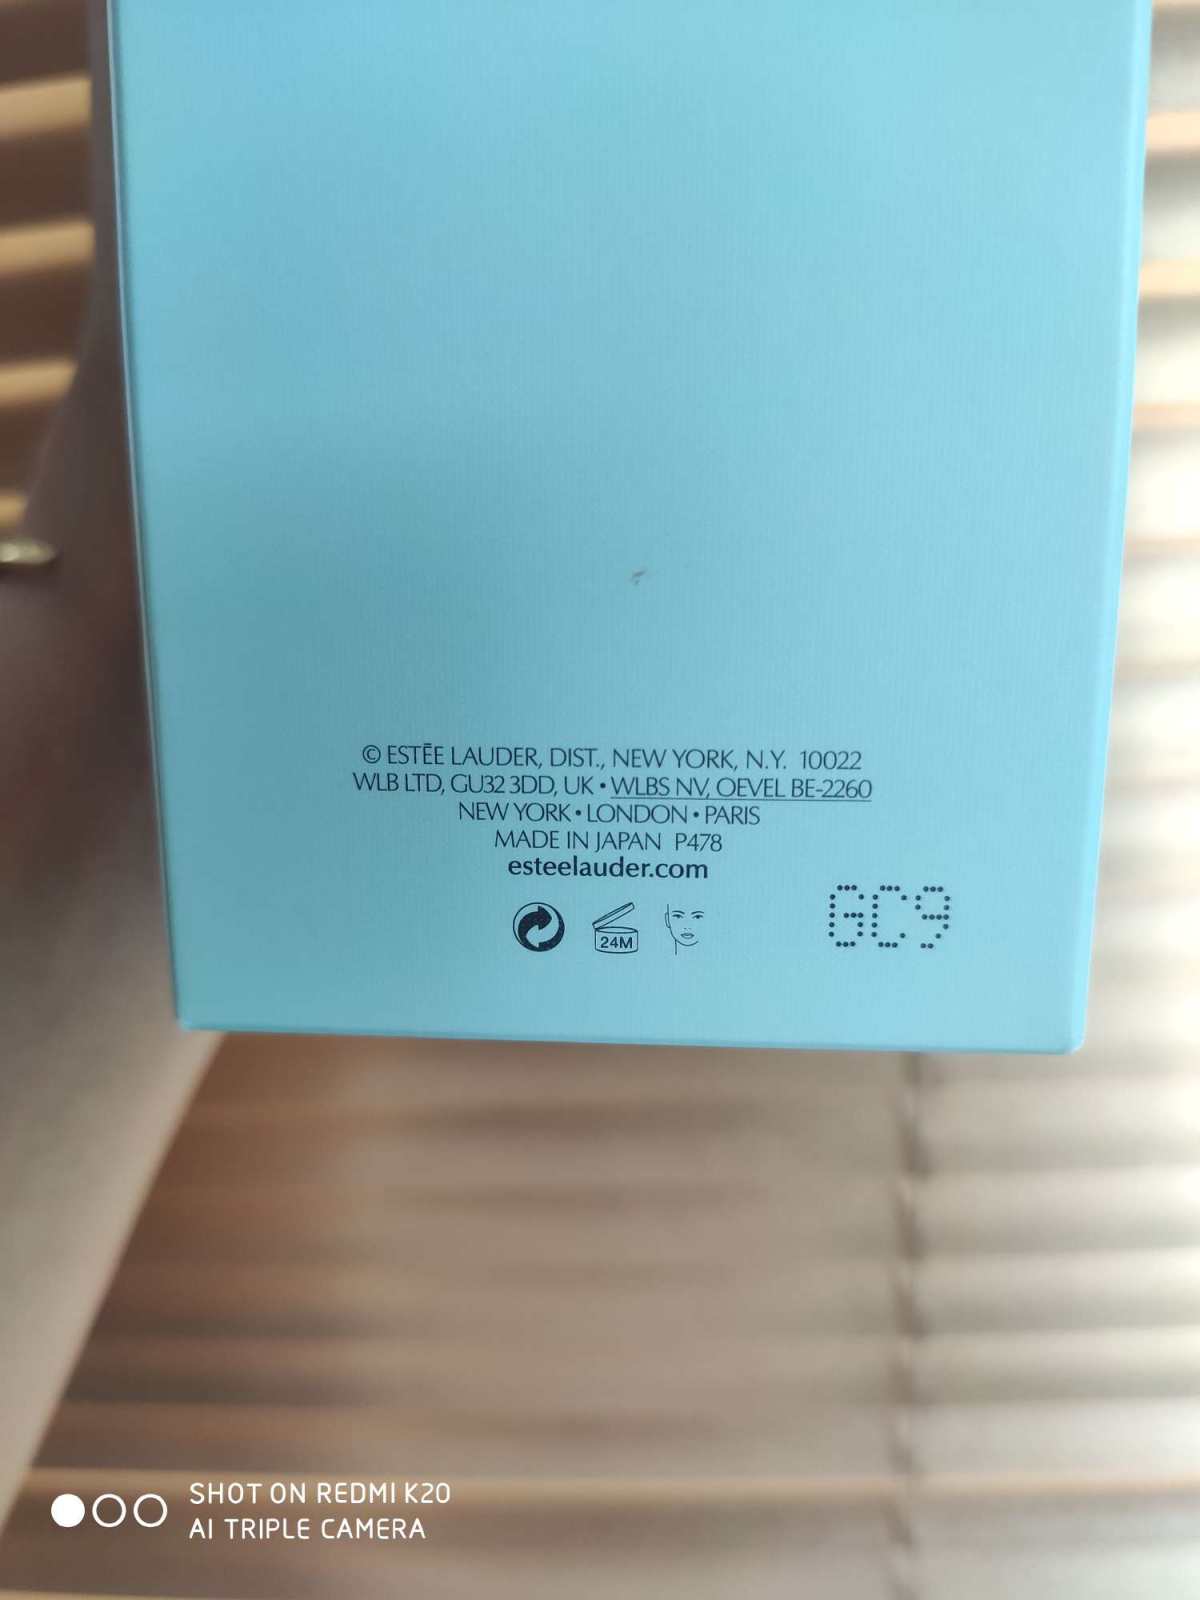 © ESTĒE LAUDER, DIST., NEW YORK, N.Y. 10022
WLB LTD, GU32 3DD, UK • WLBS NV, OEVEL BE-2260
NEW YORK • LONDON • PARIS
MADE IN JAPAN P478
esteelauder.com
24M
GC9
SHOT ON REDMI K20
AI TRIPLE CAMERA